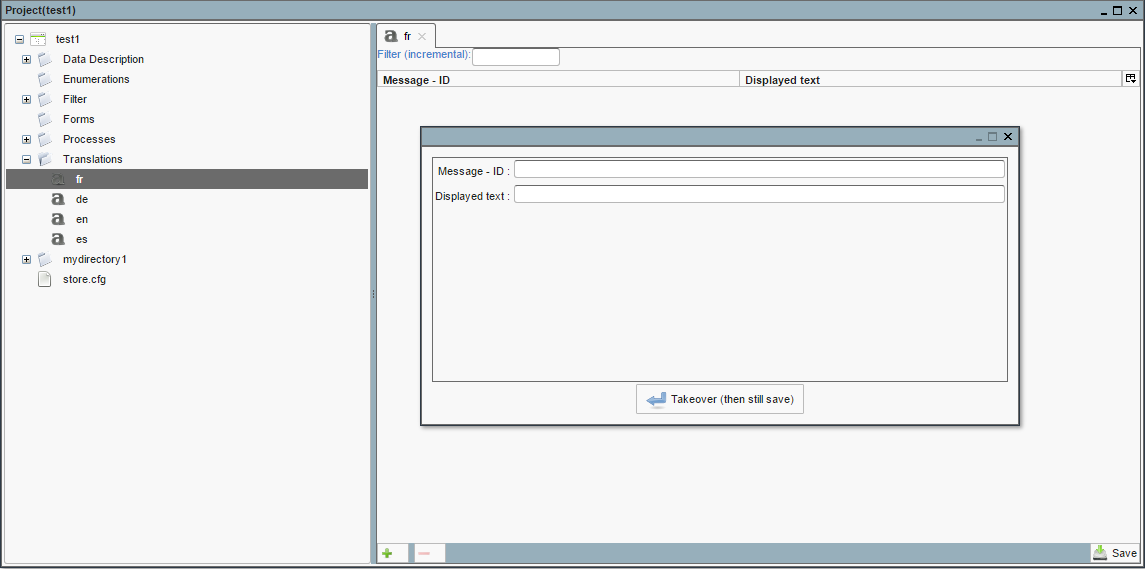 Project(test1)
test1
Data Description
Enumerations
Filter
Forms
Processes
Translations
fr
de
en
es
mydirectory1
store.cfg
a fr
Filter (incremental):
Message - ID Displayed text
Message - ID :
Displayed text :
Takeover (then still save)
Save